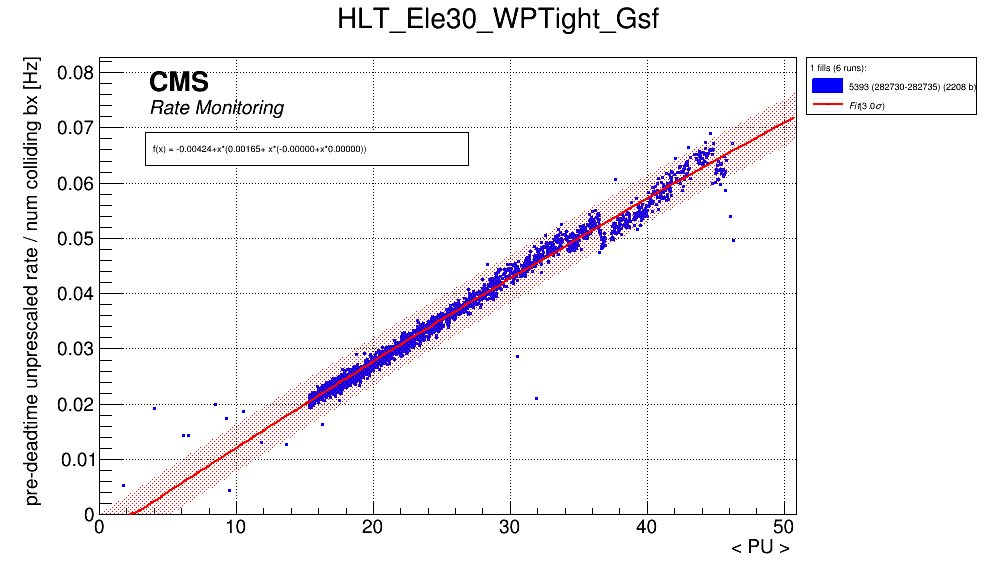 HLT_Ele30_WPTight_Gsf
pre-deadtime unprescaled rate / num colliding bx [Hz]
CMS
Rate Monitoring
f(x) = -0.00424+x*(0.00165+ x*(-0.00000+x*0.00000))
0.08
0.07
0.06
0.05
0.04
0.03
0.02
0.01
0
0 10 20 30 40 50
< PU >
1 fills (6 runs):
5393 (282730-282735) (2208 b)
Fit(3.0σ)